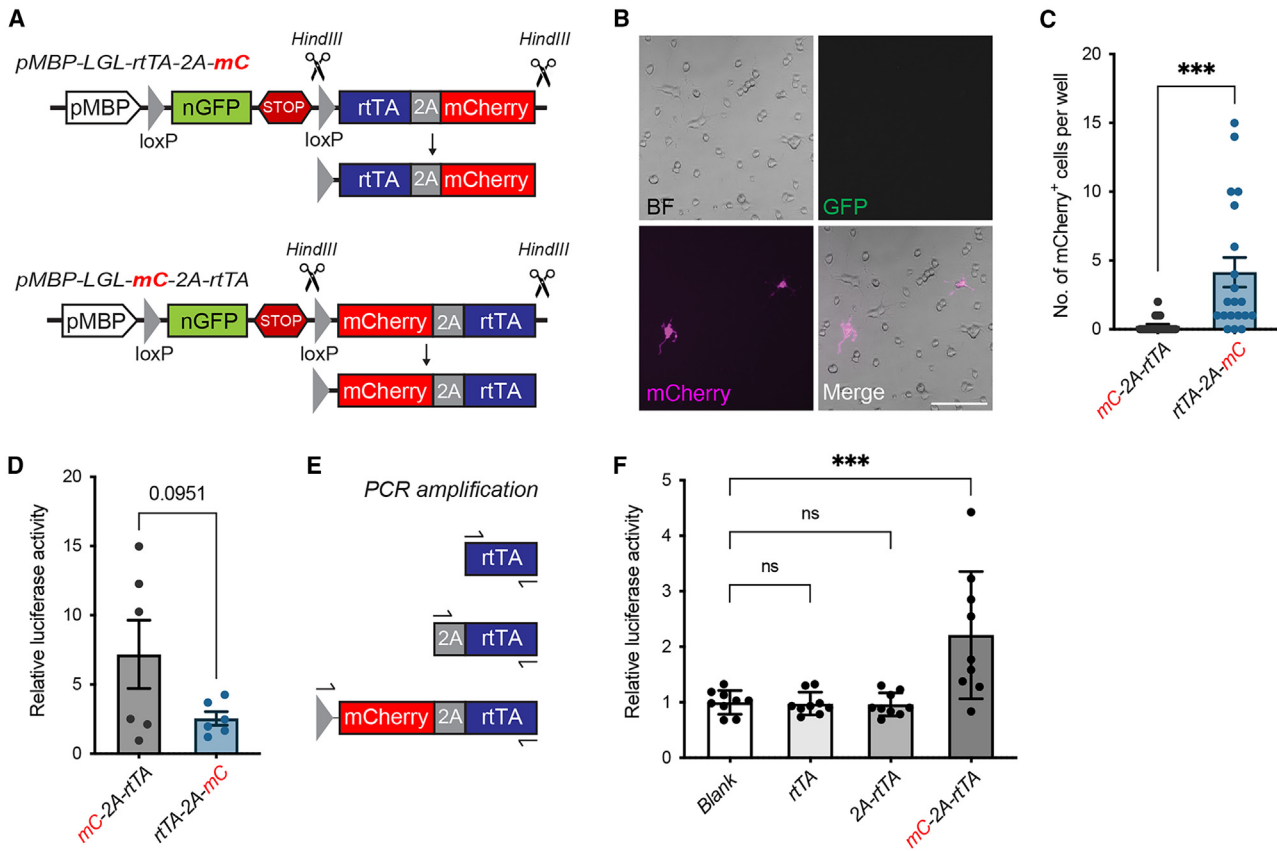 A
HindIII
HindIII
pMBP-LGL-rtTA-2A-mC
pMBP
nGFP
STOP
rtTA
2A
mCherry
loxP
loxP
rtTA
2A
mCherry
HindIII
HindIII
pMBP-LGL-mC-2A-rtTA
pMBP
nGFP
STOP
mCherry
2A
rtTA
loxP
loxP
mCherry
2A
rtTA
B
BF
GFP
mCherry
Merge
C
No. of mCherry+ cells per well
20
15
10
5
0
***
mC-2A-rtTA
rtTA-2A-mC
D
Relative luciferase activity
20
15
10
5
0
0.0951
mC-2A-rtTA
rtTA-2A-mC
E
PCR amplification
rtTA
2A
rtTA
mCherry
2A
rtTA
F
Relative luciferase activity
5
4
3
2
1
0
***
ns
ns
Blank
rtTA
2A-rtTA
mC-2A-rtTA